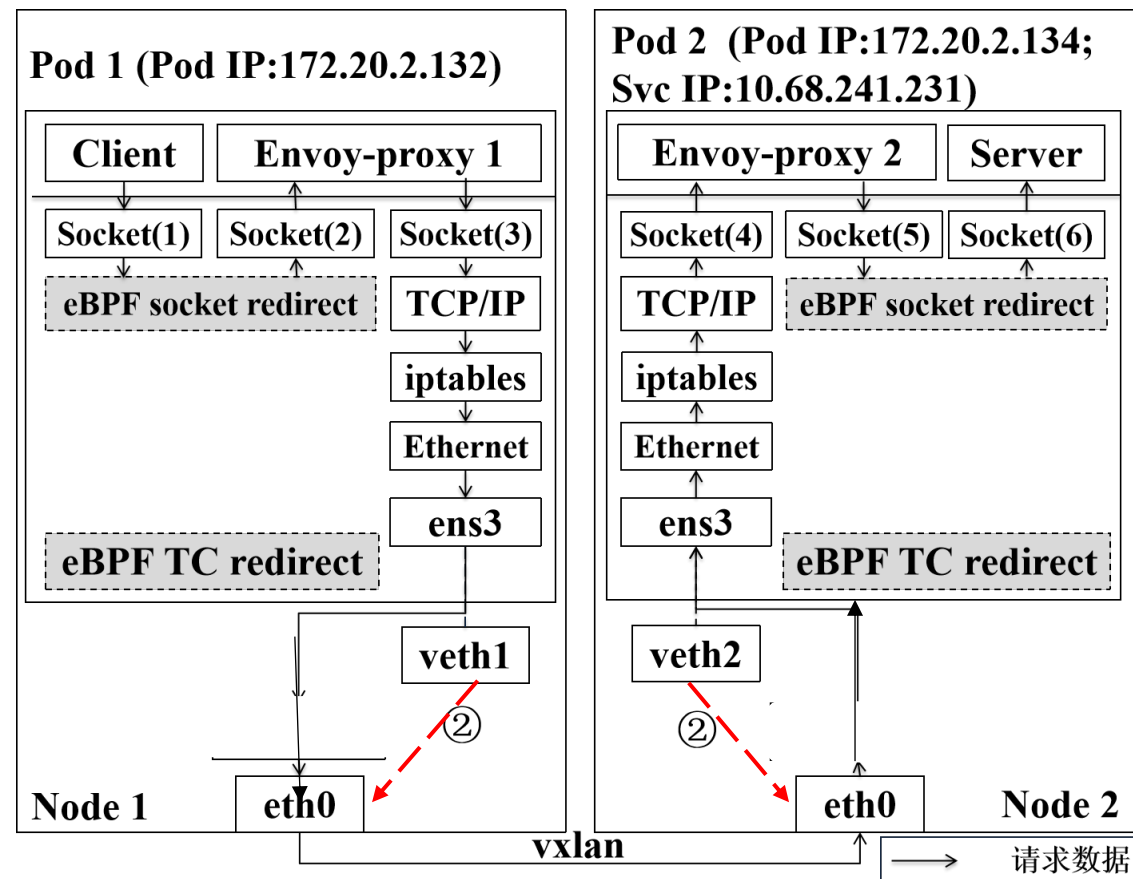 Pod 1 (Pod IP:172.20.2.132)
Client
Envoy-proxy 1
Socket(1)
Socket(2)
Socket(3)
eBPF socket redirect
TCP/IP
iptables
Ethernet
ens3
eBPF TC redirect
veth1
②
Node 1
eth0
Pod 2 (Pod IP:172.20.2.134;
Svc IP:10.68.241.231)
Envoy-proxy 2
Server
Socket(4)
Socket(5)
Socket(6)
TCP/IP
eBPF socket redirect
iptables
Ethernet
ens3
eBPF TC redirect
veth2
②
eth0
Node 2
vxlan
请求数据